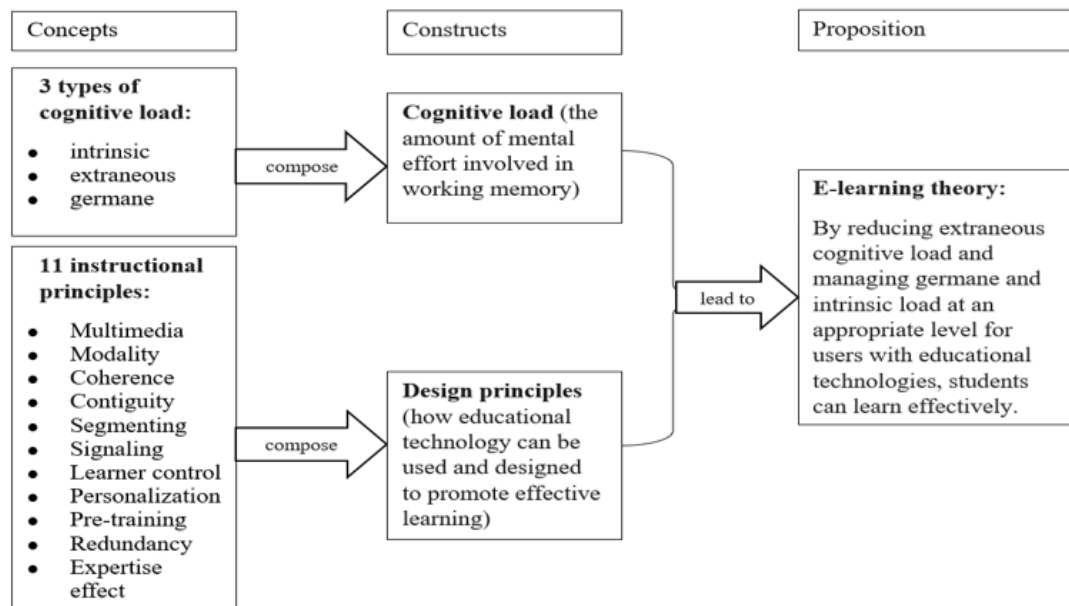 Concepts
Constructs
Proposition
3 types of
cognitive load:
● intrinsic
● extraneous
● germane
compose
Cognitive load (the
amount of mental
effort involved in
working memory)
11 instructional
principles:
● Multimedia
● Modality
● Coherence
● Contiguity
● Segmenting
● Signaling
● Learner control
● Personalization
● Pre-training
● Redundancy
● Expertise
effect
compose
Design principles
(how educational
technology can be
used and designed
to promote effective
learning)
lead to
E-learning theory:
By reducing extraneous
cognitive load and
managing germane and
intrinsic load at an
appropriate level for
users with educational
technologies, students
can learn effectively.